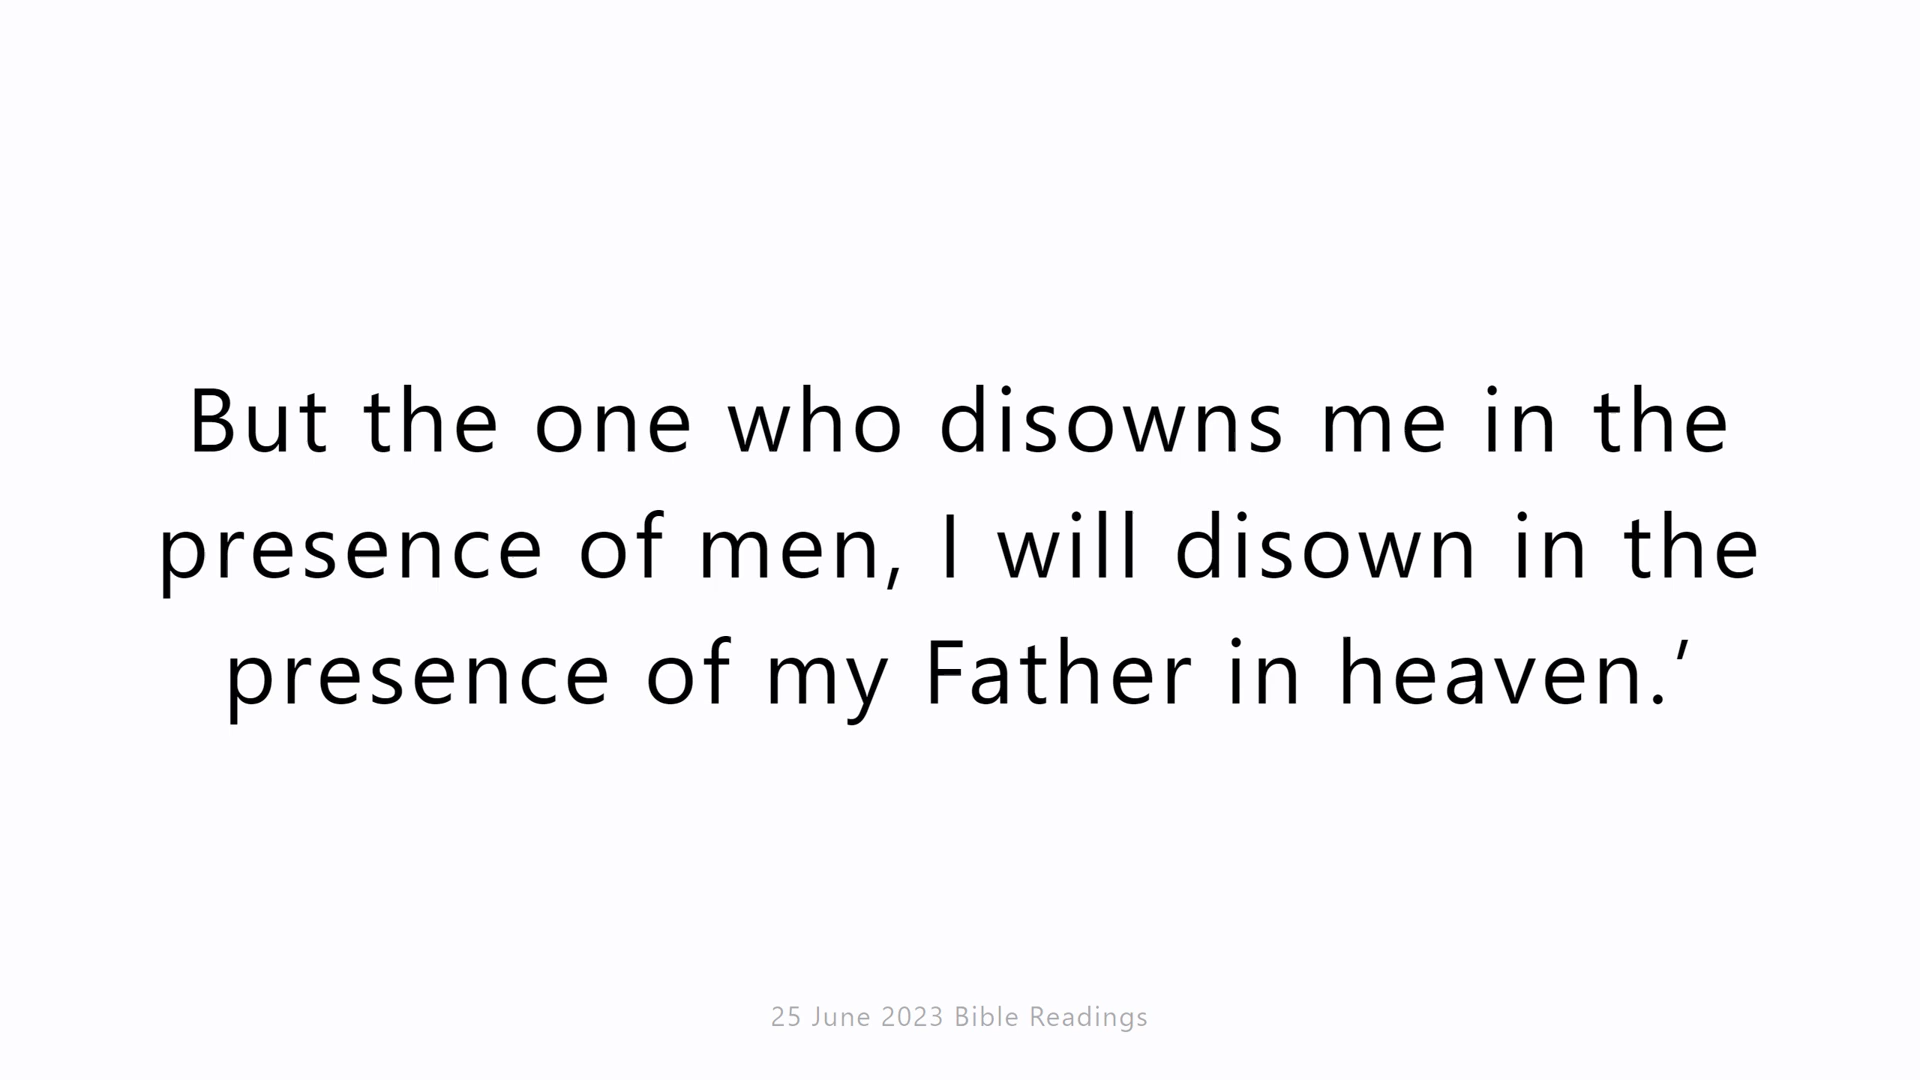 But the one who disowns me in the
presence of men, I will disown in the
presence of my Father in heaven.’
25 June 2023 Bible Readings